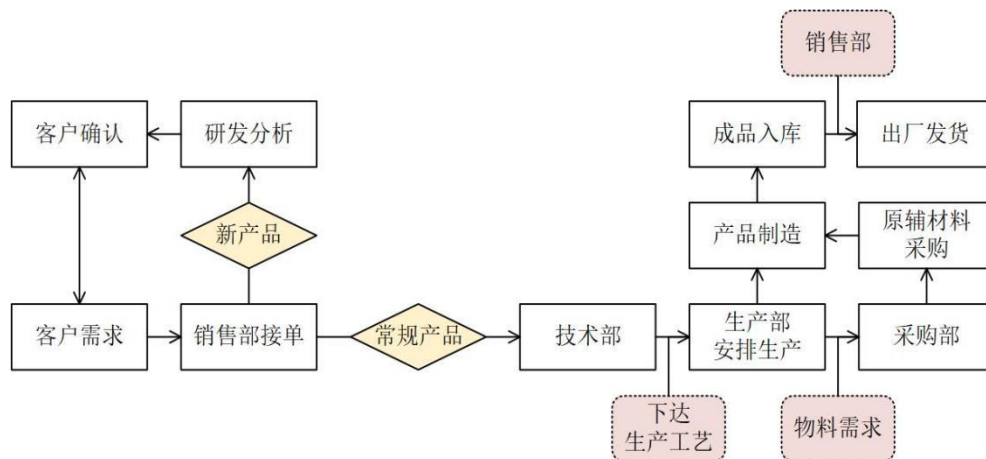 销售部
客户确认
研发分析
成品入库
出厂发货
新产品
产品制造
原辅材料
采购
客户需求
销售部接单
常规产品
技术部
生产部
安排生产
采购部
下达
生产工艺
物料需求